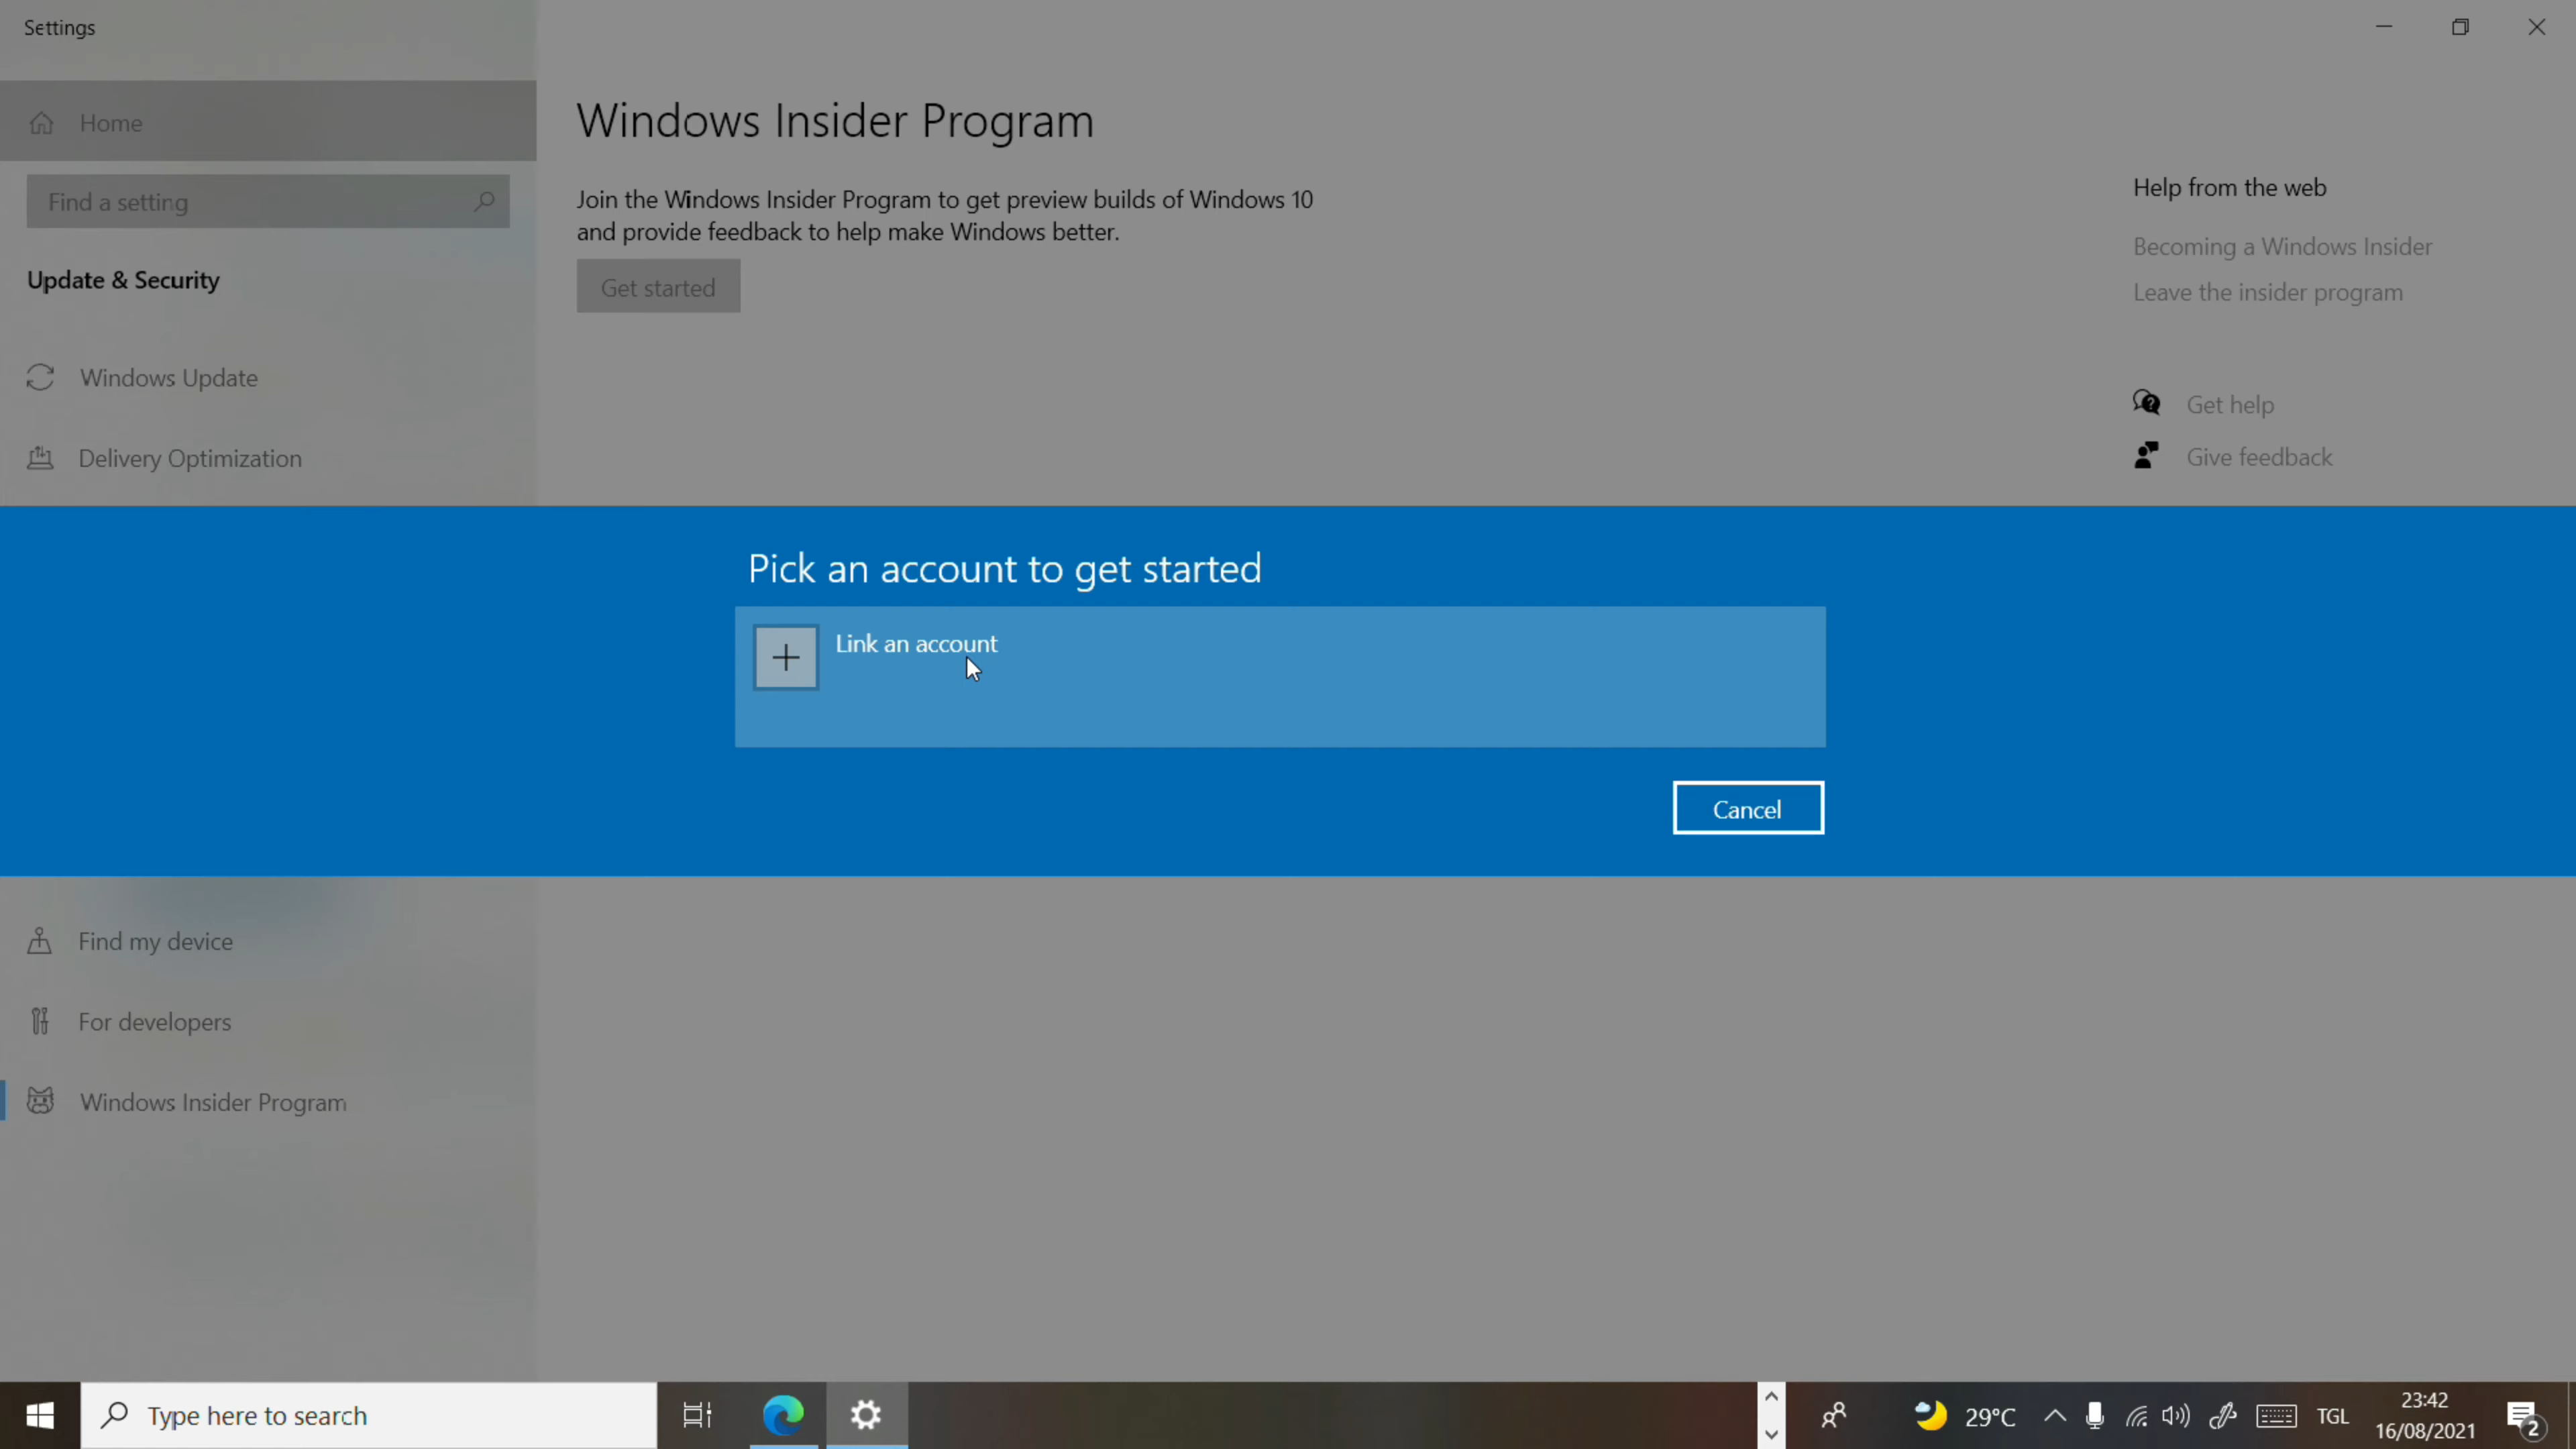 Settings
Home
Find a setting
Update & Security
Windows Update
Delivery Optimization
Windows Insider Program
Join the Windows Insider Program to get preview builds of Windows 10
and provide feedback to help make Windows better.
Get started
Help from the web
Becoming a Windows Insider
Leave the insider program
Get help
Give feedback
Pick an account to get started
Link an account
Cancel
Find my device
For developers
Windows Insider Program
Type here to search
29°C
TGL
23:42
16/08/2021
2